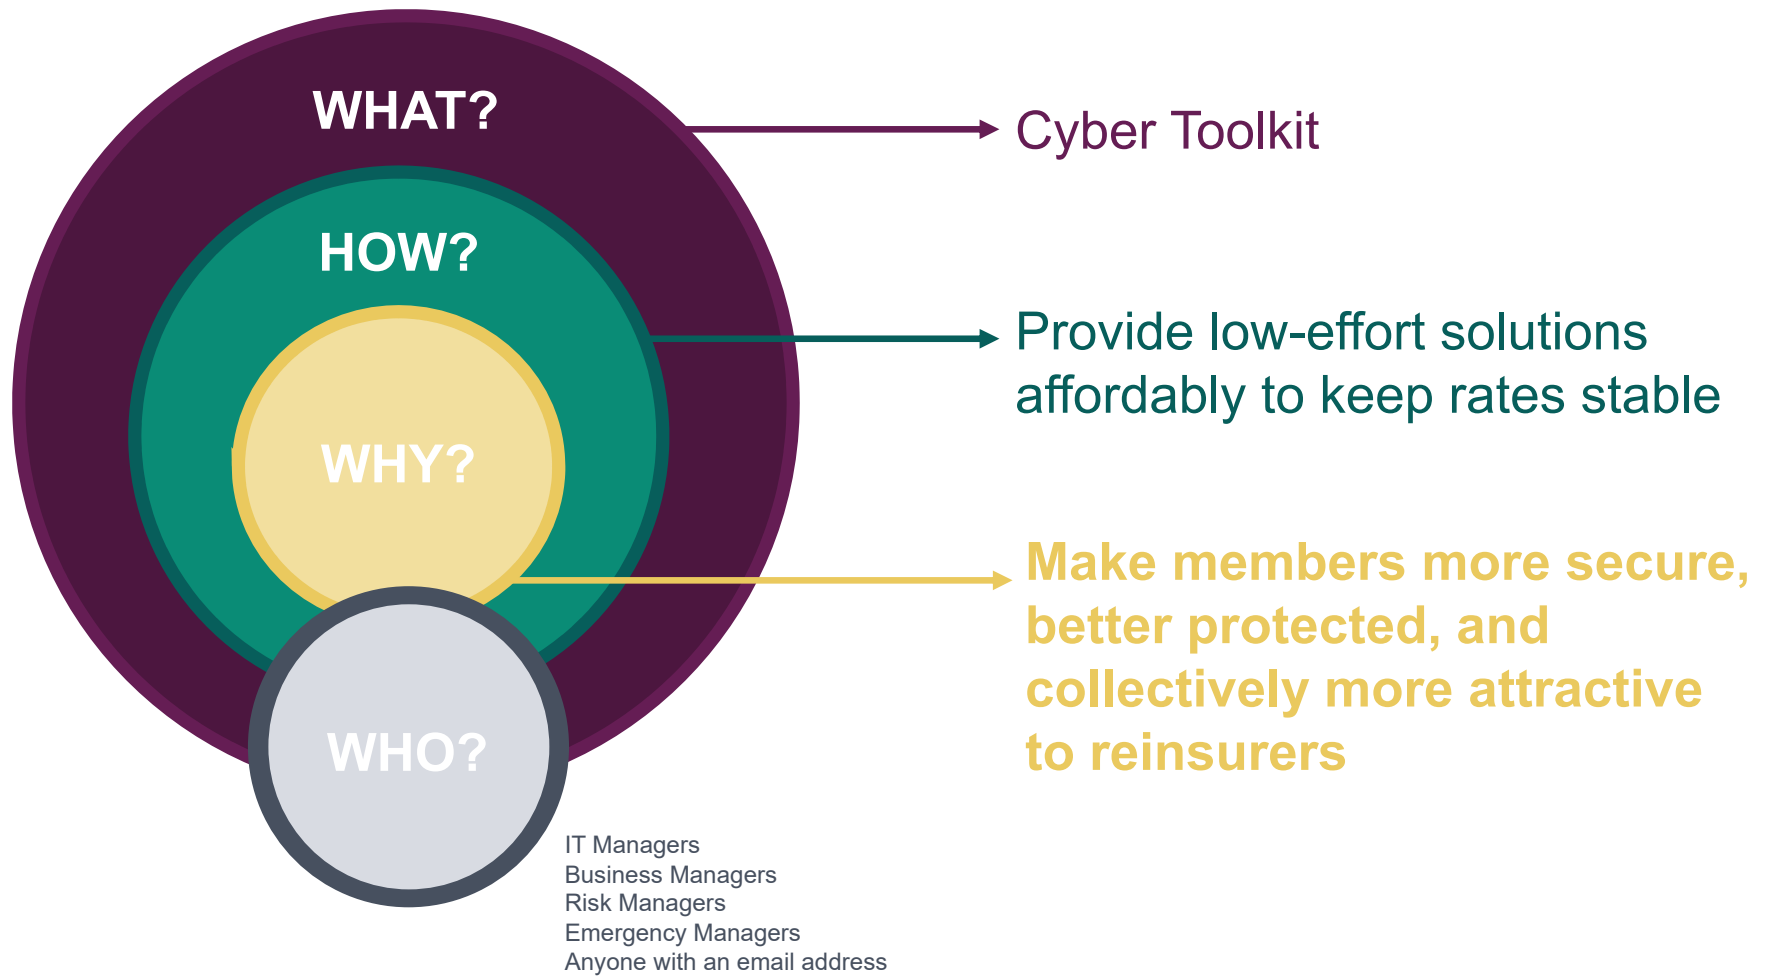 WHAT?
Cyber Toolkit
HOW?
Provide low-effort solutions
affordably to keep rates stable
WHY?
Make members more secure,
better protected, and
collectively more attractive
to reinsurers
WHO?
IT Managers
Business Managers
Risk Managers
Emergency Managers
Anyone with an email address